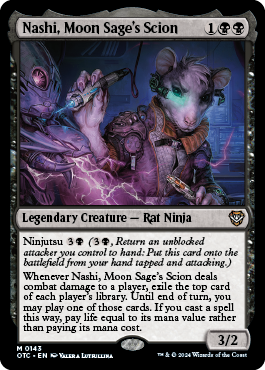 Nashi, Moon Sage's Scion 1
Legendary Creature — Rat Ninja
Ninjutsu 3 (3, Return an unblocked
attacker you control to hand: Put this card onto the
battlefield from your hand tapped and attacking.)
Whenever Nashi, Moon Sage's Scion deals
combat damage to a player, exile the top card
of each player's library. Until end of turn, you
may play one of those cards. If you cast a spell
this way, pay life equal to its mana value rather
than paying its mana cost.
3/2
M 0143
OTC • EN Valera Lutfullina
™ & © 2024 Wizards of the Coast